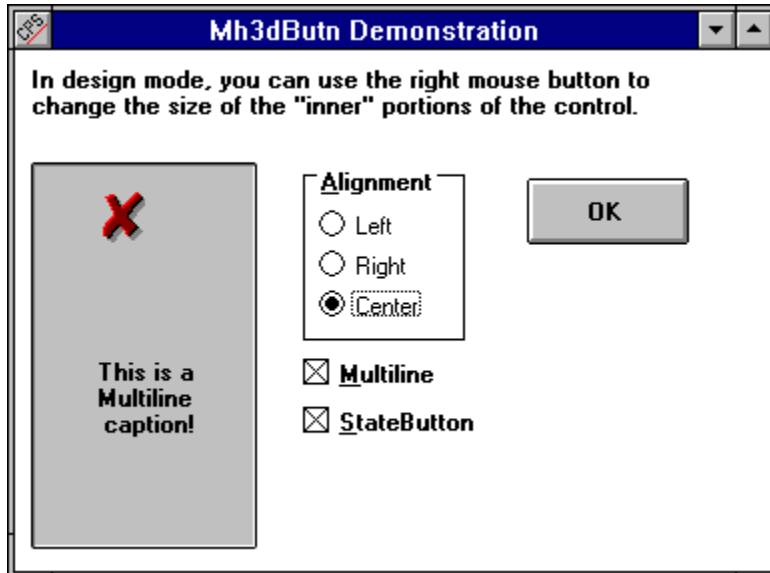 CPS
Mh3dButn Demonstration
In design mode, you can use the right mouse button to
change the size of the "inner" portions of the control.
Alignment
Left
Right
Center
OK
This is a
Multiline
caption!
Multiline
StateButton